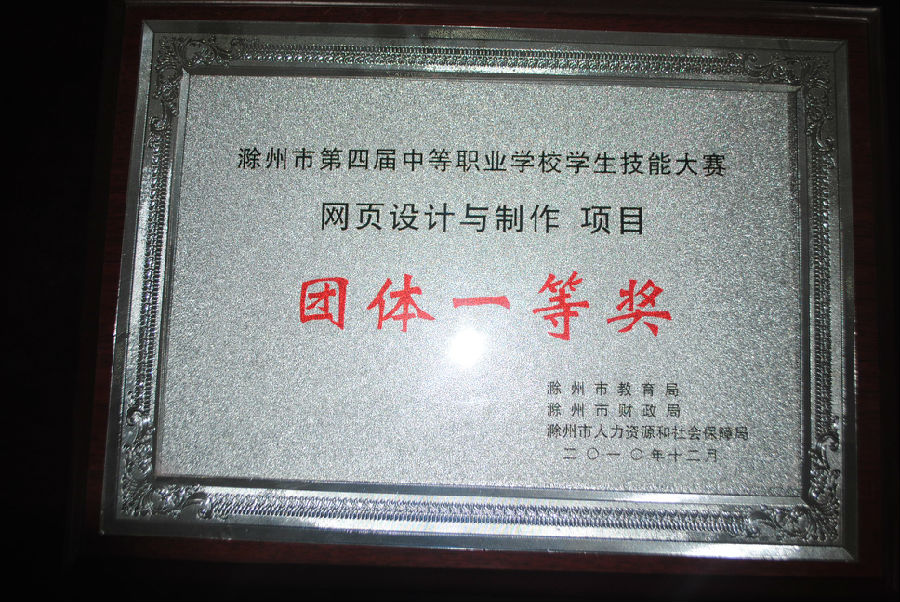 滁州市第四届中等职业学校学生技能大赛
网页设计与制作 项目
团体一等奖
滁州市教育局
滁州市财政局
滁州市人力资源和社会保障局
二〇一〇年十二月